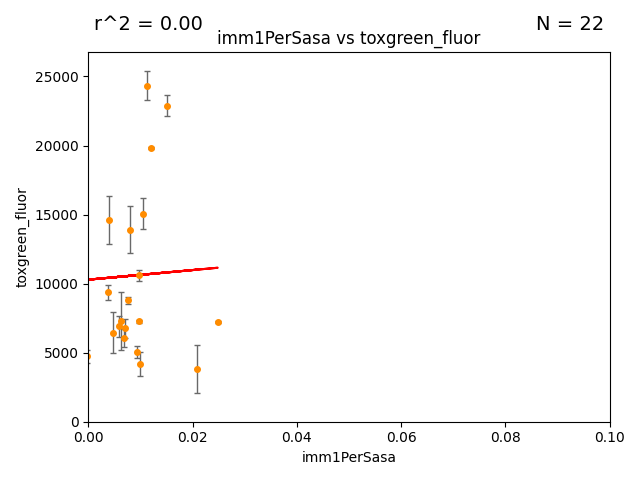 r^2 = 0.00
N = 22
imm1PerSasa vs toxgreen_fluor
25000
20000
15000
10000
5000
0
toxgreen_fluor
0.00 0.02 0.04 0.06 0.08 0.10
imm1PerSasa